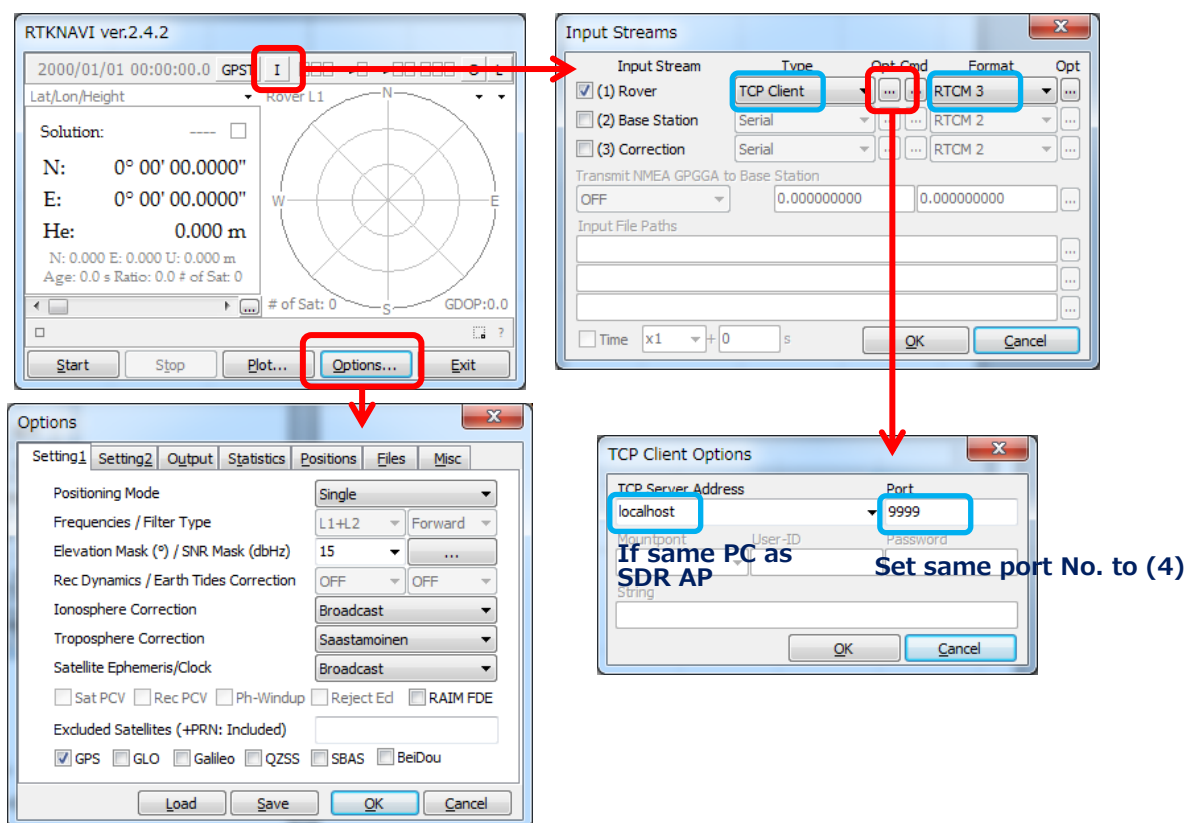 RTKNAVI ver.2.4.2
2000/01/01 00:00:00.0 GPST I O L
Lat/Lon/Height
Rover L1
N
W
E
S
Solution: ----
N: 0° 00' 00.0000"
E: 0° 00' 00.0000"
He: 0.000 m
N: 0.000 E: 0.000 U: 0.000 m
Age: 0.0 s Ratio: 0.0 # of Sat: 0
...
# of Sat: 0
GDOP:0.0
?
Start Stop Plot... Options... Exit
Input Streams
Input Stream Type Opt Cmd Format Opt
(1) Rover TCP Client ... ... RTCM 3 ...
(2) Base Station Serial ... ... RTCM 2 ...
(3) Correction Serial ... ... RTCM 2 ...
Transmit NMEA GPGGA to Base Station
OFF 0.000000000 0.000000000 ...
Input File Paths
...
...
...
Time x1 + 0 s OK Cancel
Options
Setting1 Setting2 Output Statistics Positions Files Misc
Positioning Mode Single
Frequencies / Filter Type L1+L2 Forward
Elevation Mask (°) / SNR Mask (dbHz) 15 ...
Rec Dynamics / Earth Tides Correction OFF OFF
Ionosphere Correction Broadcast
Troposphere Correction Saastamoinen
Satellite Ephemeris/Clock Broadcast
Sat PCV Rec PCV Ph-Windup Reject Ecl RAIM FDE
Excluded Satellites (+PRN: Included)
GPS GLO Galileo QZSS SBAS BeiDou
Load Save OK Cancel
TCP Client Options
TCP Server Address Port
localhost 9999
Mountpont User-ID Password
If same PC as
SDR AP
Set same port No. to (4)
String
OK Cancel